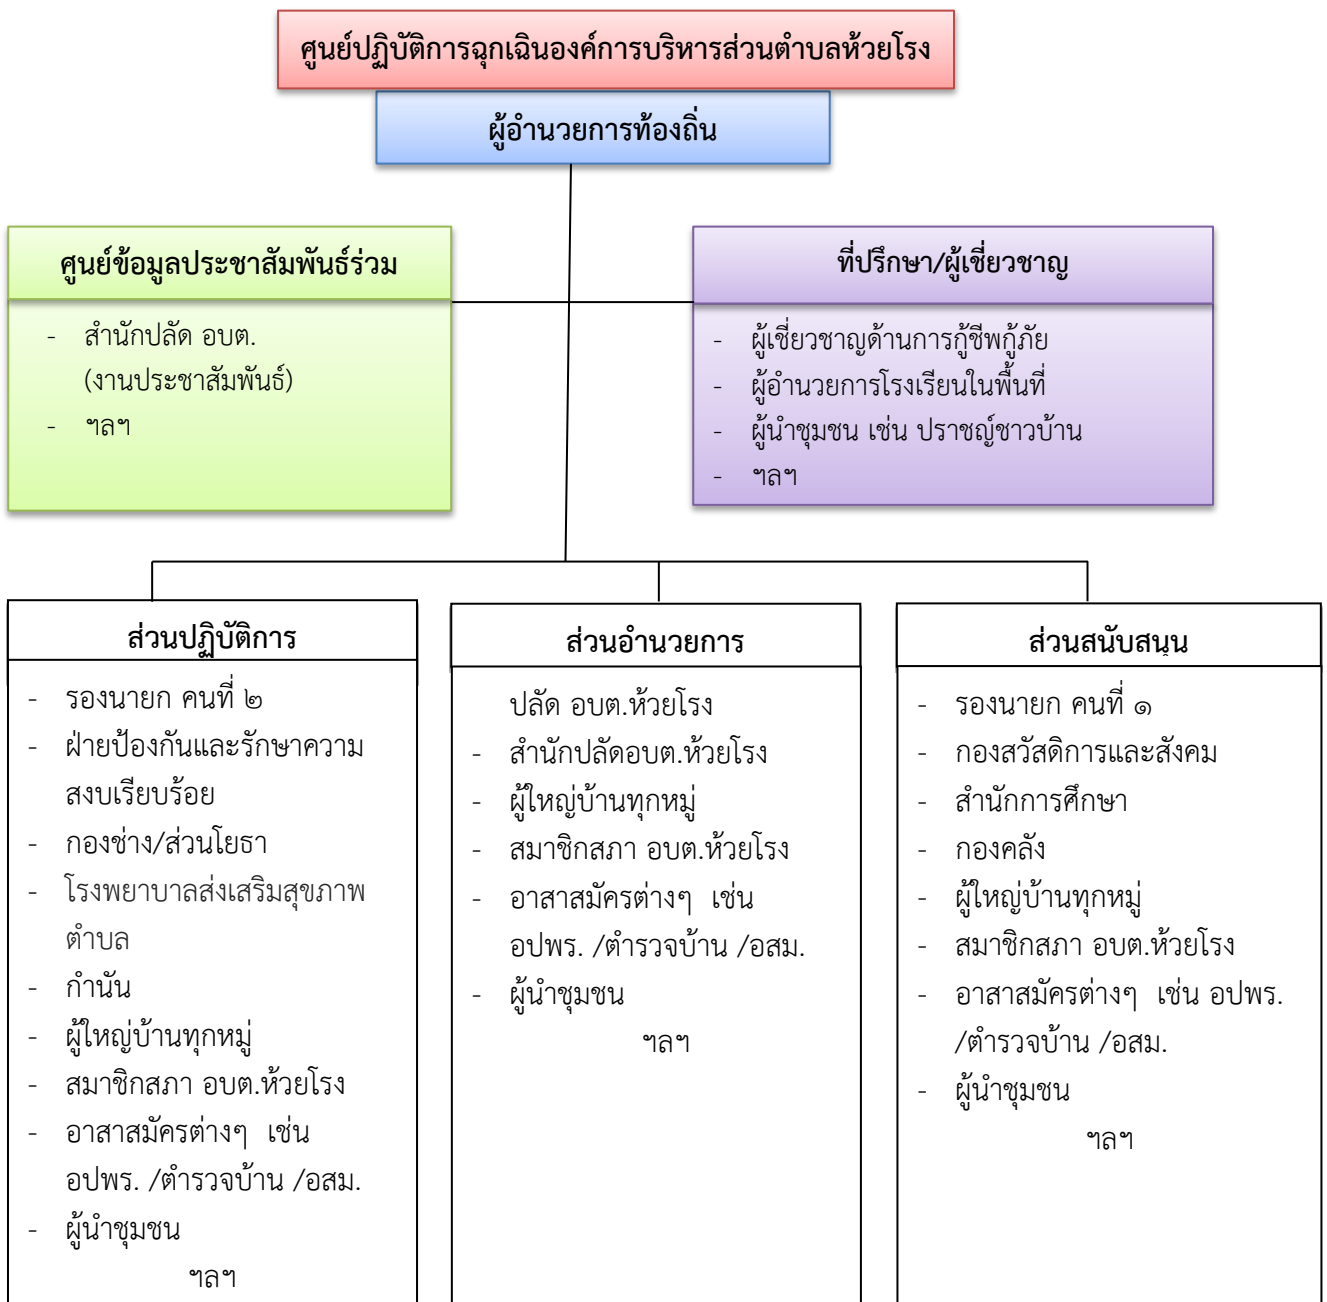 ศูนย์ปฏิบัติการฉุกเฉินองค์การบริหารส่วนตำบลห้วยโรง
ผู้อำนวยการท้องถิ่น
ศูนย์ข้อมูลประชาสัมพันธ์ร่วม
- สำนักปลัด อบต.
(งานประชาสัมพันธ์)
- ฯลฯ
ที่ปรึกษา/ผู้เชี่ยวชาญ
- ผู้เชี่ยวชาญด้านการกู้ชีพกู้ภัย
- ผู้อำนวยการโรงเรียนในพื้นที่
- ผู้นำชุมชน เช่น ปราชญ์ชาวบ้าน
- ฯลฯ
ส่วนปฏิบัติการ
- รองนายก คนที่ ๒
- ฝ่ายป้องกันและรักษาความ
สงบเรียบร้อย
- กองช่าง/ส่วนโยธา
- โรงพยาบาลส่งเสริมสุขภาพ
ตำบล
- กำนัน
- ผู้ใหญ่บ้านทุกหมู่
- สมาชิกสภา อบต.ห้วยโรง
- อาสาสมัครต่างๆ เช่น
อปพร. /ตำรวจบ้าน /อสม.
- ผู้นำชุมชน
ฯลฯ
ส่วนอำนวยการ
ปลัด อบต.ห้วยโรง
- สำนักปลัดอบต.ห้วยโรง
- ผู้ใหญ่บ้านทุกหมู่
- สมาชิกสภา อบต.ห้วยโรง
- อาสาสมัครต่างๆ เช่น
อปพร. /ตำรวจบ้าน /อสม.
- ผู้นำชุมชน
ฯลฯ
ส่วนสนับสนุน
- รองนายก คนที่ ๑
- กองสวัสดิการและสังคม
- สำนักการศึกษา
- กองคลัง
- ผู้ใหญ่บ้านทุกหมู่
- สมาชิกสภา อบต.ห้วยโรง
- อาสาสมัครต่างๆ เช่น อปพร.
/ตำรวจบ้าน /อสม.
- ผู้นำชุมชน
ฯลฯ